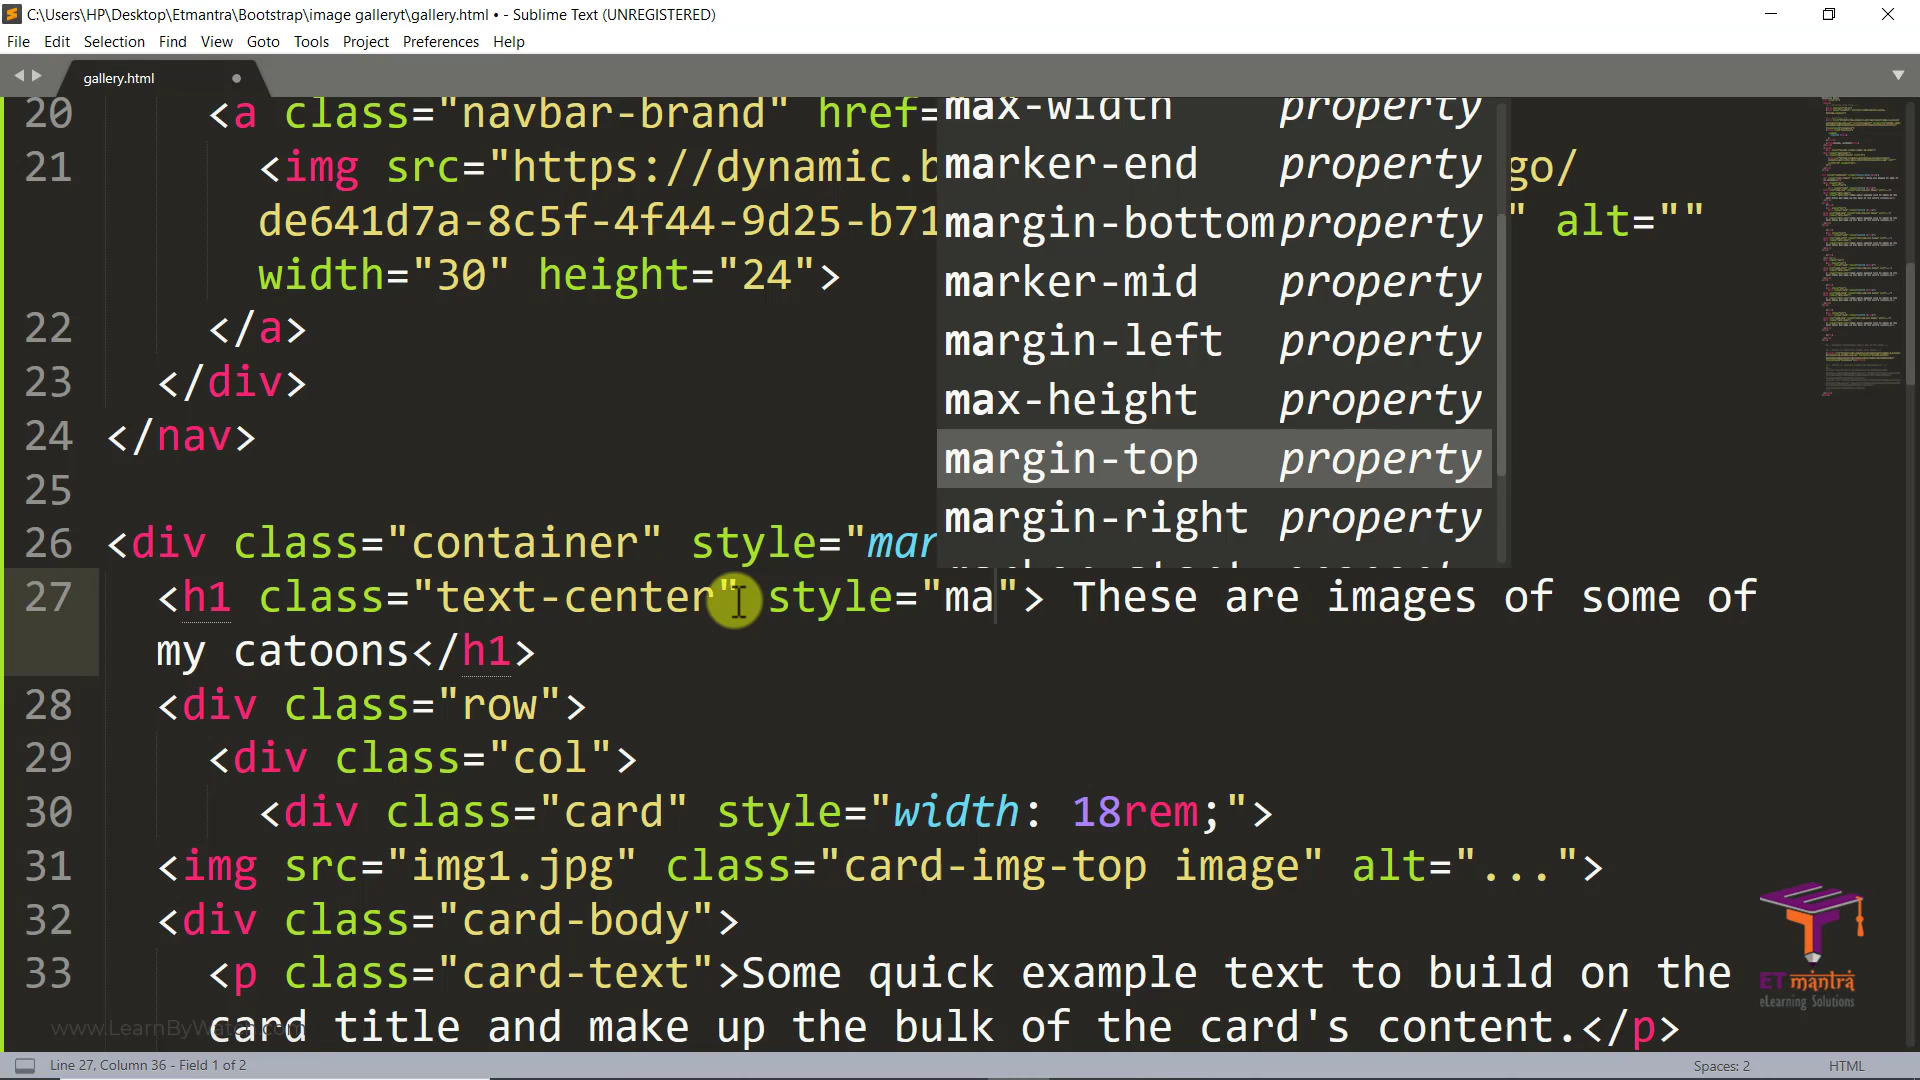 C:\Users\HP\Desktop\Etmantra\Bootstrap\image galleryt\gallery.html • - Sublime Text (UNREGISTERED)
File Edit Selection Find View Goto Tools Project Preferences Help
gallery.html
20 <a class="navbar-brand" href=
21 <img src="https://dynamic.b go/
de641d7a-8c5f-4f44-9d25-b71 " alt=""
width="30" height="24">
22 </a>
23 </div>
24 </nav>
25
26 <div class="container" style="mar
27 <h1 class="text-center" style="ma"> These are images of some of
my catoons</h1>
28 <div class="row">
29 <div class="col">
30 <div class="card" style="width: 18rem;">
31 <img src="img1.jpg" class="card-img-top image" alt="...">
32 <div class="card-body">
33 <p class="card-text">Some quick example text to build on the
card title and make up the bulk of the card's content.</p>
max-width property
marker-end property
margin-bottom property
marker-mid property
margin-left property
max-height property
margin-top property
margin-right property
ET mantra
eLearning Solutions
www.LearnByWatch.com
Line 27, Column 36 - Field 1 of 2
Spaces: 2
HTML